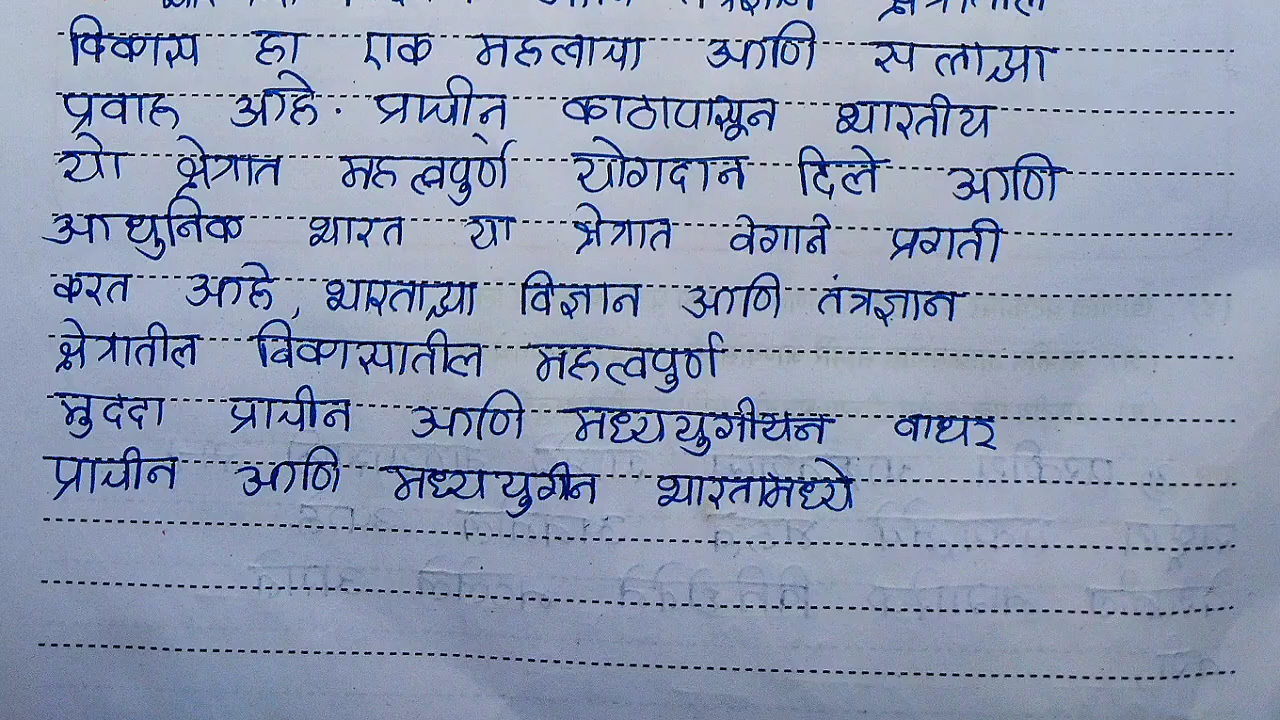 विकास हा एक महत्वाचा आणि
प्रवाह आहे. प्राचीन काळापासून भारतीय
यो क्षेत्रात महत्वपुर्ण योगदान दिले आणि
आधुनिक भारत या क्षेत्रात वेगाने प्रगती
करत आहे, भारताच्या विज्ञान आणि तंत्रज्ञान
क्षेत्रातील विकासातील महत्वपुर्ण
मुददा प्राचीन आणि मध्ययुगीयन वाधर
प्राचीन आणि मध्ययुगीन भारतामध्ये